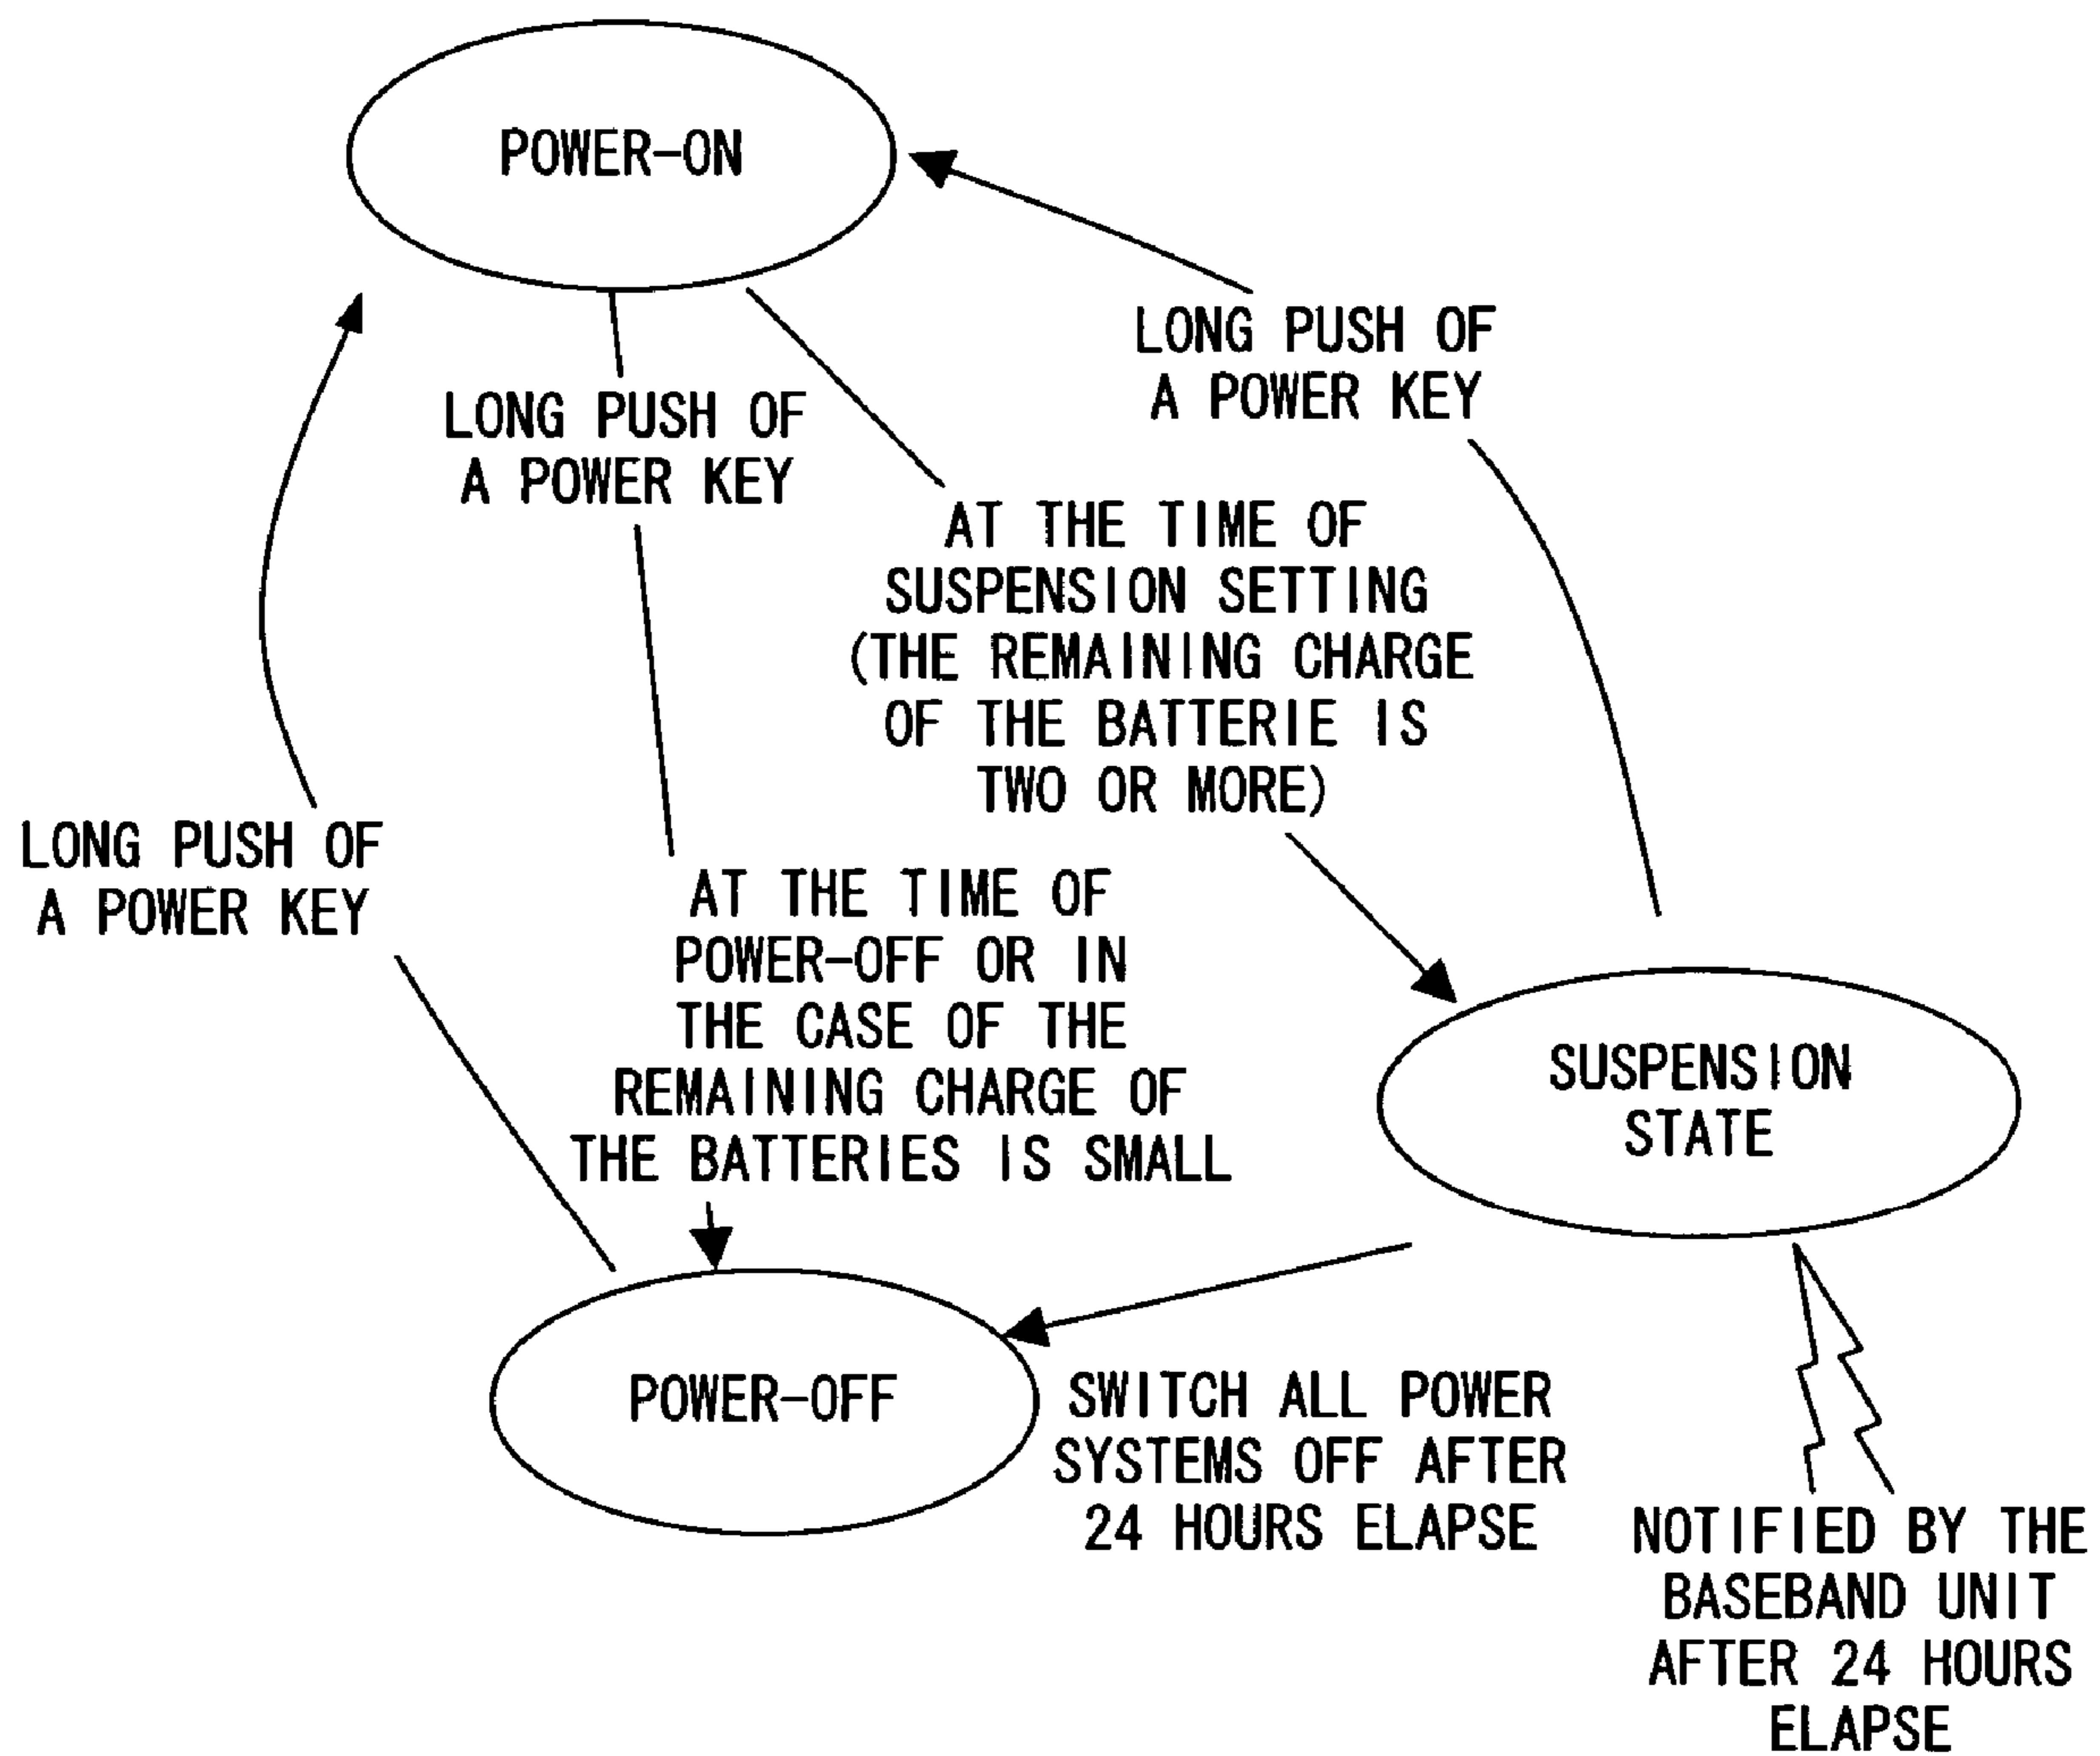 POWER-ON
LONG PUSH OF
A POWER KEY
LONG PUSH OF
A POWER KEY
AT THE TIME OF
SUSPENSION SETTING
(THE REMAINING CHARGE
OF THE BATTERIE IS
TWO OR MORE)
LONG PUSH OF
A POWER KEY
AT THE TIME OF
POWER-OFF OR IN
THE CASE OF THE
REMAINING CHARGE OF
THE BATTERIES IS SMALL
SUSPENSION
STATE
POWER-OFF
SWITCH ALL POWER
SYSTEMS OFF AFTER
24 HOURS ELAPSE
NOTIFIED BY THE
BASEBAND UNIT
AFTER 24 HOURS
ELAPSE